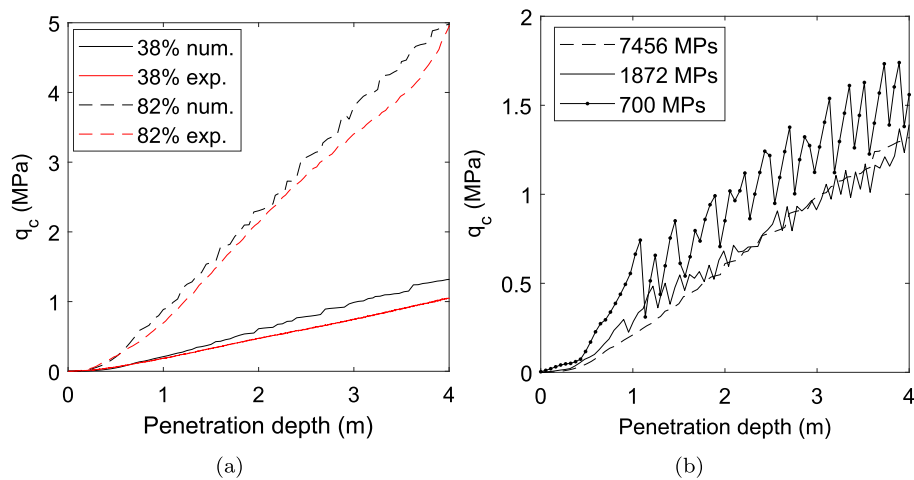 (a)
q_c (MPa)
5
4
3
2
1
0
38% num.
38% exp.
82% num.
82% exp.
0 1 2 3 4
Penetration depth (m)
(b)
q_c (MPa)
2
1.5
1
0.5
0
7456 MPs
1872 MPs
700 MPs
0 1 2 3 4
Penetration depth (m)